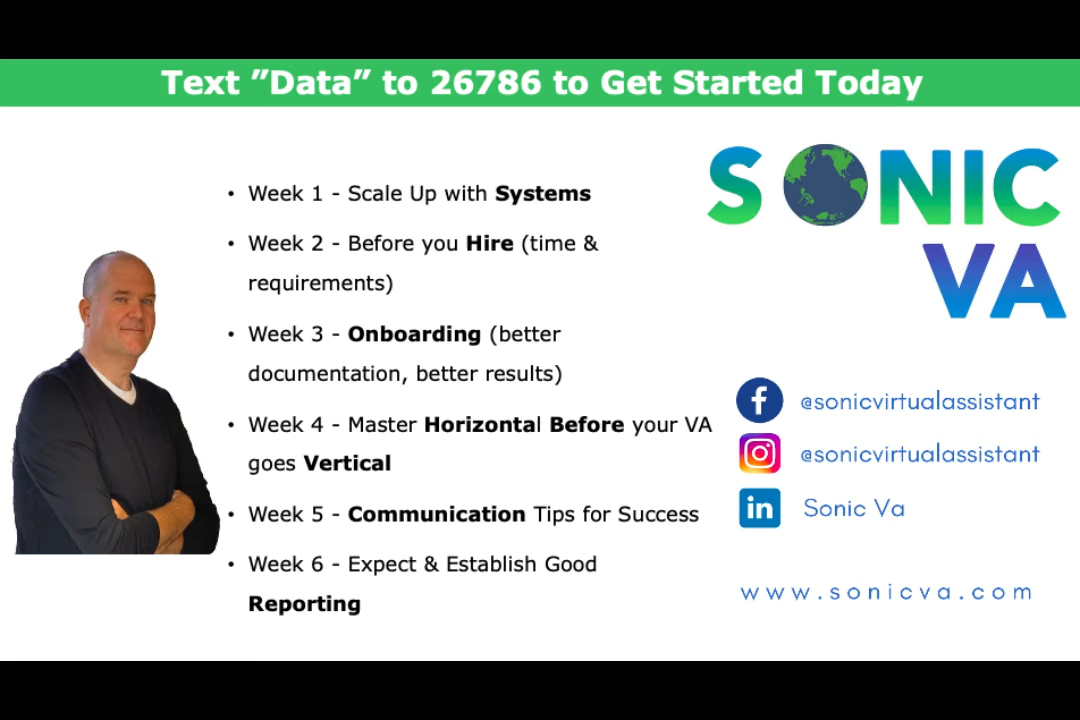 Text ”Data” to 26786 to Get Started Today
• Week 1 - Scale Up with Systems
• Week 2 - Before you Hire (time &
requirements)
• Week 3 - Onboarding (better
documentation, better results)
• Week 4 - Master Horizontal Before your VA
goes Vertical
• Week 5 - Communication Tips for Success
• Week 6 - Expect & Establish Good
Reporting
SONIC
VA
@sonicvirtualassistant
@sonicvirtualassistant
in Sonic Va
www.sonicva.com